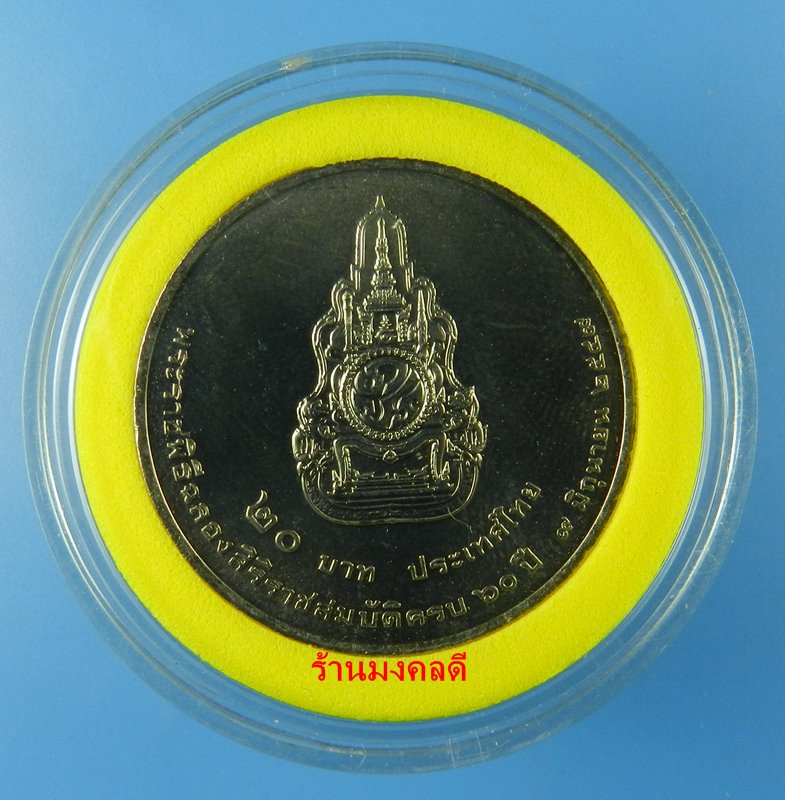 พระราชพิธีฉลองสิริราชสมบัติครบ ๖๐ ปี ๙ มิถุนายน ๒๕๔๙
๒๐ บาท ประเทศไทย
ร้านมงคลดี